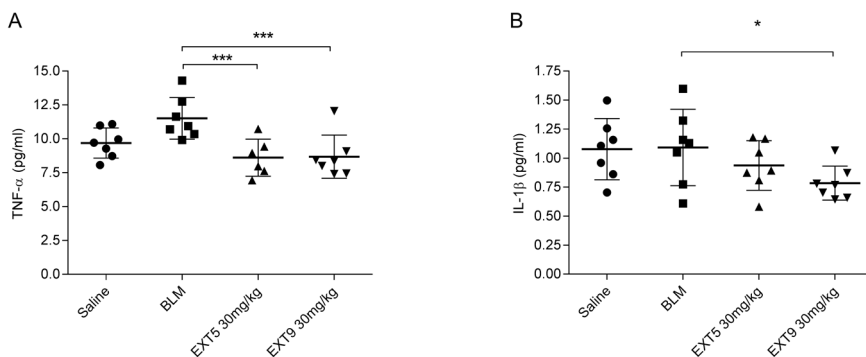 A
***
***
15.0
12.5
10.0
7.5
5.0
2.5
0.0
TNF-α (pg/ml)
Saline
BLM
EXT5 30mg/kg
EXT9 30mg/kg
B
*
1.75
1.50
1.25
1.00
0.75
0.50
0.25
0.00
IL-1β (pg/ml)
Saline
BLM
EXT5 30mg/kg
EXT9 30mg/kg